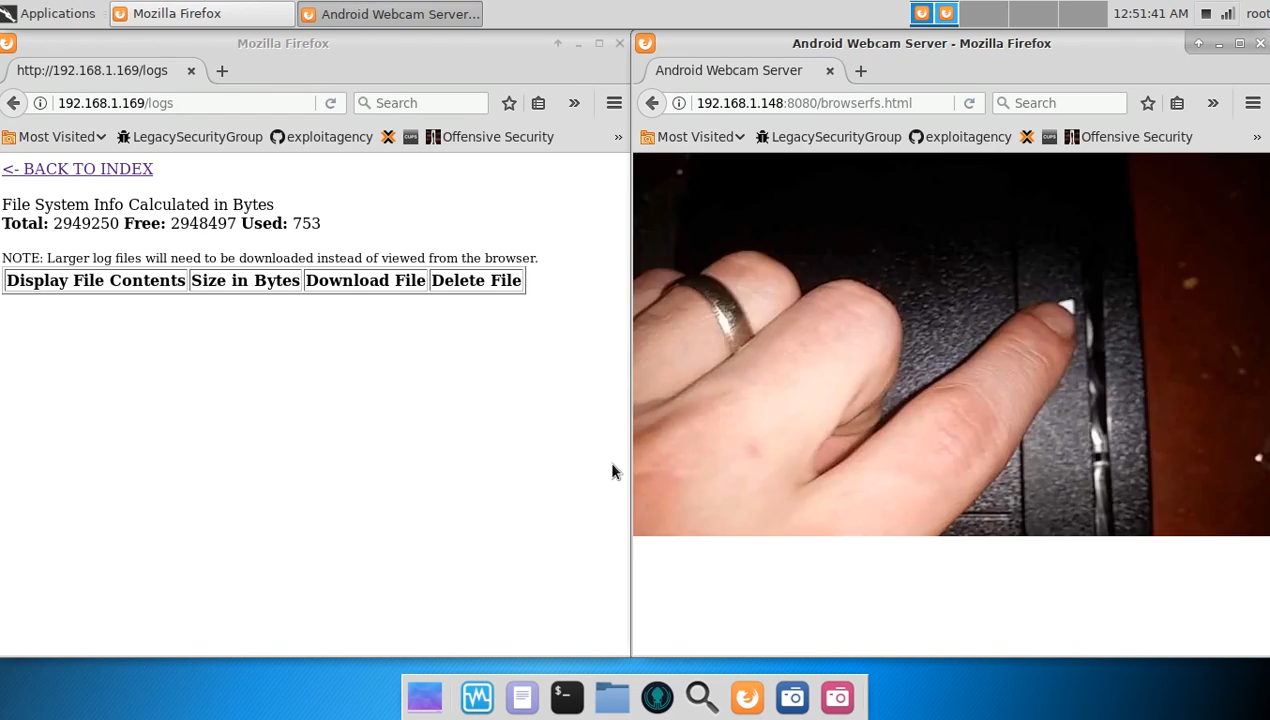 Applications
Mozilla Firefox
Android Webcam Server...
12:51:41 AM
root
Mozilla Firefox
http://192.168.1.169/logs
192.168.1.169/logs
Search
Most Visited
LegacySecurityGroup
exploitagency
CUPS
Offensive Security
<- BACK TO INDEX
File System Info Calculated in Bytes
Total: 2949250 Free: 2948497 Used: 753
NOTE: Larger log files will need to be downloaded instead of viewed from the browser.
Display File Contents Size in Bytes Download File Delete File
Android Webcam Server - Mozilla Firefox
Android Webcam Server
192.168.1.148:8080/browserfs.html
Search
Most Visited
LegacySecurityGroup
exploitagency
CUPS
Offensive Security
$_